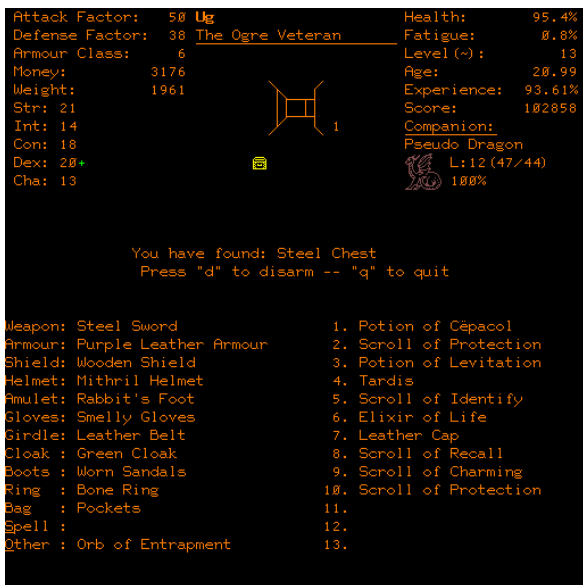 Attack Factor: 50 Ug Health: 95.4%
Defense Factor: 38 The Ogre Veteran Fatigue: 0.8%
Armour Class: 6 Level(~): 13
Money: 3176 Age: 20.99
Weight: 1961 Experience: 93.61%
Str: 21 Score: 102858
Int: 14 1 Companion:
Con: 18 Pseudo Dragon
Dex: 20+ L:12(47/44)
Cha: 13 100%
You have found: Steel Chest
Press "d" to disarm -- "q" to quit
Weapon: Steel Sword 1. Potion of Cëpacol
Armour: Purple Leather Armour 2. Scroll of Protection
Shield: Wooden Shield 3. Potion of Levitation
Helmet: Mithril Helmet 4. Tardis
Amulet: Rabbit's Foot 5. Scroll of Identify
Gloves: Smelly Gloves 6. Elixir of Life
Girdle: Leather Belt 7. Leather Cap
Cloak : Green Cloak 8. Scroll of Recall
Boots : Worn Sandals 9. Scroll of Charming
Ring : Bone Ring 10. Scroll of Protection
Bag : Pockets 11.
Spell : 12.
Other : Orb of Entrapment 13.